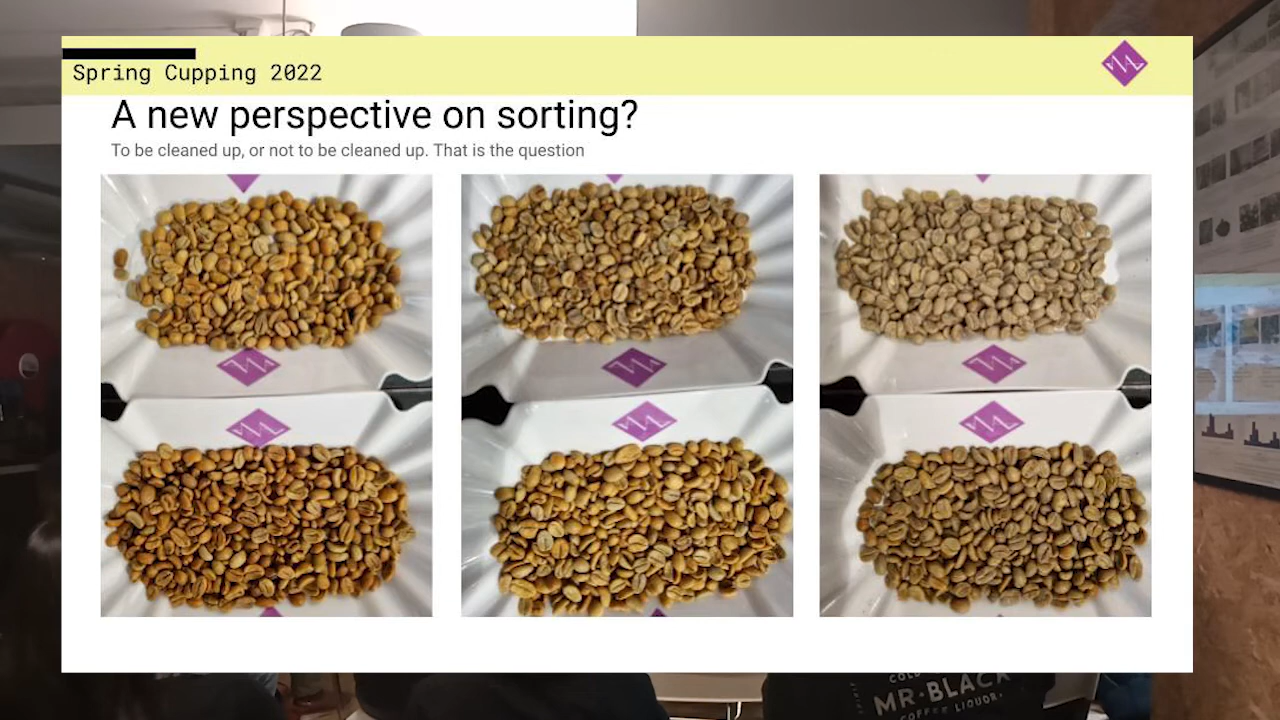 Spring Cupping 2022
A new perspective on sorting?
To be cleaned up, or not to be cleaned up. That is the question
MR·BLACK
COFFEE LIQUOR.